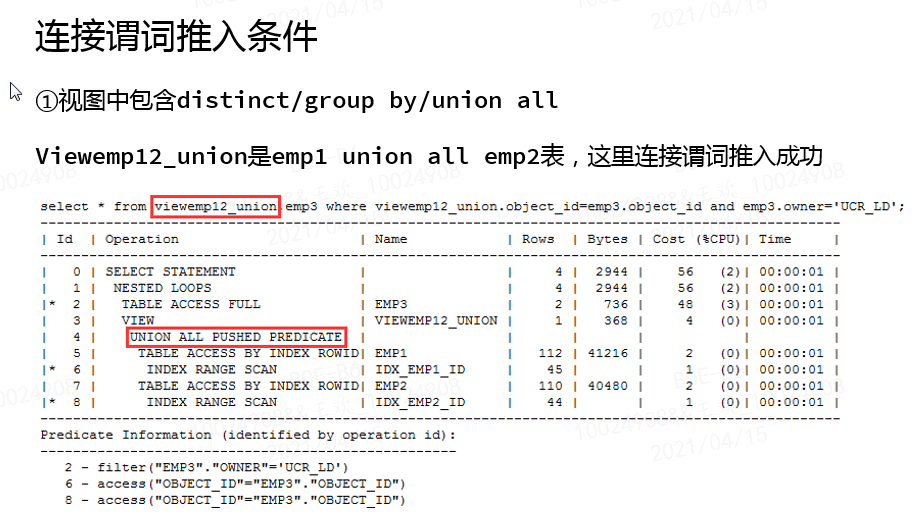 连接谓词推入条件
①视图中包含distinct/group by/union all
Viewemp12_union是emp1 union all emp2表，这里连接谓词推入成功
select * from viewemp12_union,emp3 where viewemp12_union.object_id=emp3.object_id and emp3.owner='UCR_LD';
| Id | Operation | Name | Rows | Bytes | Cost (%CPU)| Time |
| 0 | SELECT STATEMENT | | 4 | 2944 | 56 (2)| 00:00:01 |
| 1 | NESTED LOOPS | | 4 | 2944 | 56 (2)| 00:00:01 |
|* 2 | TABLE ACCESS FULL | EMP3 | 2 | 736 | 48 (3)| 00:00:01 |
| 3 | VIEW | VIEWEMP12_UNION | 1 | 368 | 4 (0)| 00:00:01 |
| 4 | UNION ALL PUSHED PREDICATE | | | | | |
| 5 | TABLE ACCESS BY INDEX ROWID| EMP1 | 112 | 41216 | 2 (0)| 00:00:01 |
|* 6 | INDEX RANGE SCAN | IDX_EMP1_ID | 45 | | 1 (0)| 00:00:01 |
| 7 | TABLE ACCESS BY INDEX ROWID| EMP2 | 110 | 40480 | 2 (0)| 00:00:01 |
|* 8 | INDEX RANGE SCAN | IDX_EMP2_ID | 44 | | 1 (0)| 00:00:01 |
Predicate Information (identified by operation id):
2 - filter("EMP3"."OWNER"='UCR_LD')
6 - access("OBJECT_ID"="EMP3"."OBJECT_ID")
8 - access("OBJECT_ID"="EMP3"."OBJECT_ID")
10024908
2021/04/15